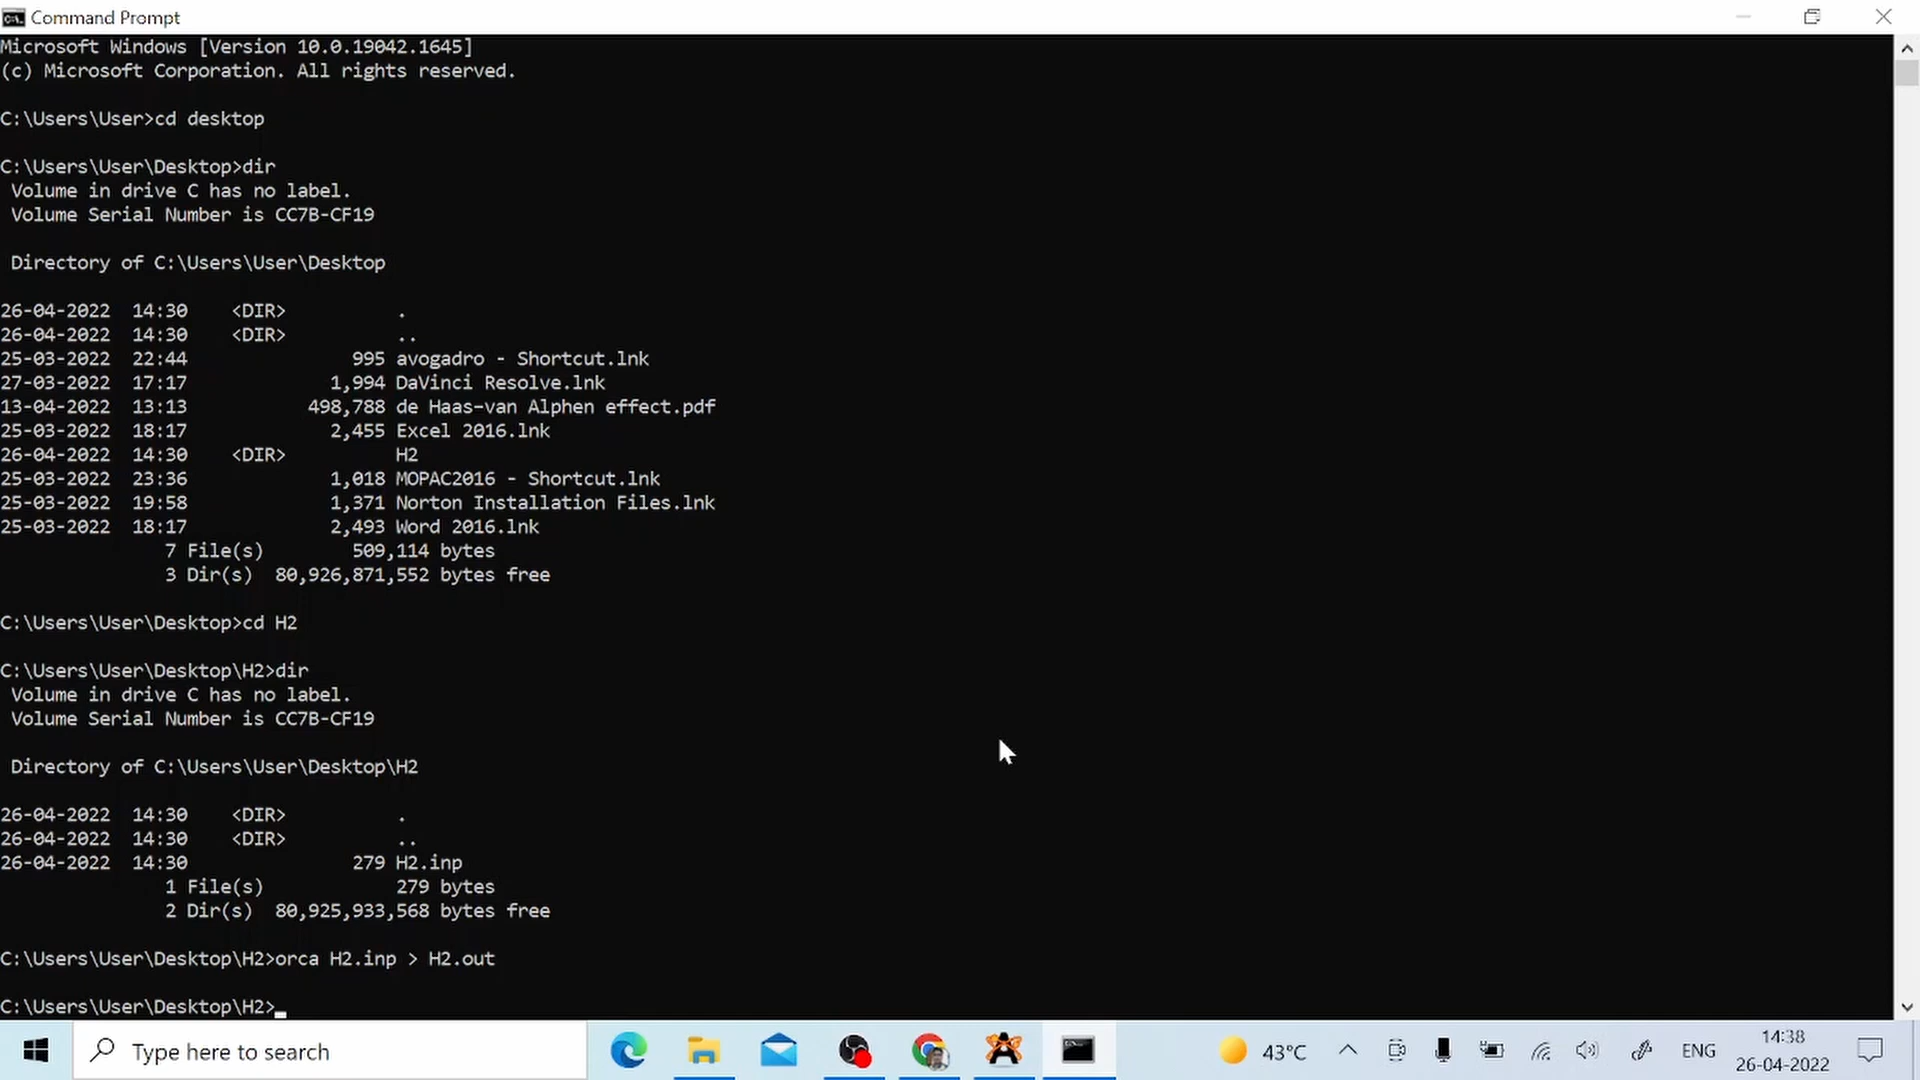 Command Prompt
Microsoft Windows [Version 10.0.19042.1645]
(c) Microsoft Corporation. All rights reserved.
C:\Users\User>cd desktop
C:\Users\User\Desktop>dir
Volume in drive C has no label.
Volume Serial Number is CC7B-CF19
Directory of C:\Users\User\Desktop
26-04-2022  14:30    <DIR>          .
26-04-2022  14:30    <DIR>          ..
25-03-2022  22:44               995 avogadro - Shortcut.lnk
27-03-2022  17:17             1,994 DaVinci Resolve.lnk
13-04-2022  13:13           498,788 de Haas-van Alphen effect.pdf
25-03-2022  18:17             2,455 Excel 2016.lnk
26-04-2022  14:30    <DIR>          H2
25-03-2022  23:36             1,018 MOPAC2016 - Shortcut.lnk
25-03-2022  19:58             1,371 Norton Installation Files.lnk
25-03-2022  18:17             2,493 Word 2016.lnk
7 File(s)        509,114 bytes
3 Dir(s)  80,926,871,552 bytes free
C:\Users\User\Desktop>cd H2
C:\Users\User\Desktop\H2>dir
Volume in drive C has no label.
Volume Serial Number is CC7B-CF19
Directory of C:\Users\User\Desktop\H2
26-04-2022  14:30    <DIR>          .
26-04-2022  14:30    <DIR>          ..
26-04-2022  14:30               279 H2.inp
1 File(s)            279 bytes
2 Dir(s)  80,925,933,568 bytes free
C:\Users\User\Desktop\H2>orca H2.inp > H2.out
C:\Users\User\Desktop\H2>
Type here to search
43°C
ENG
14:38
26-04-2022